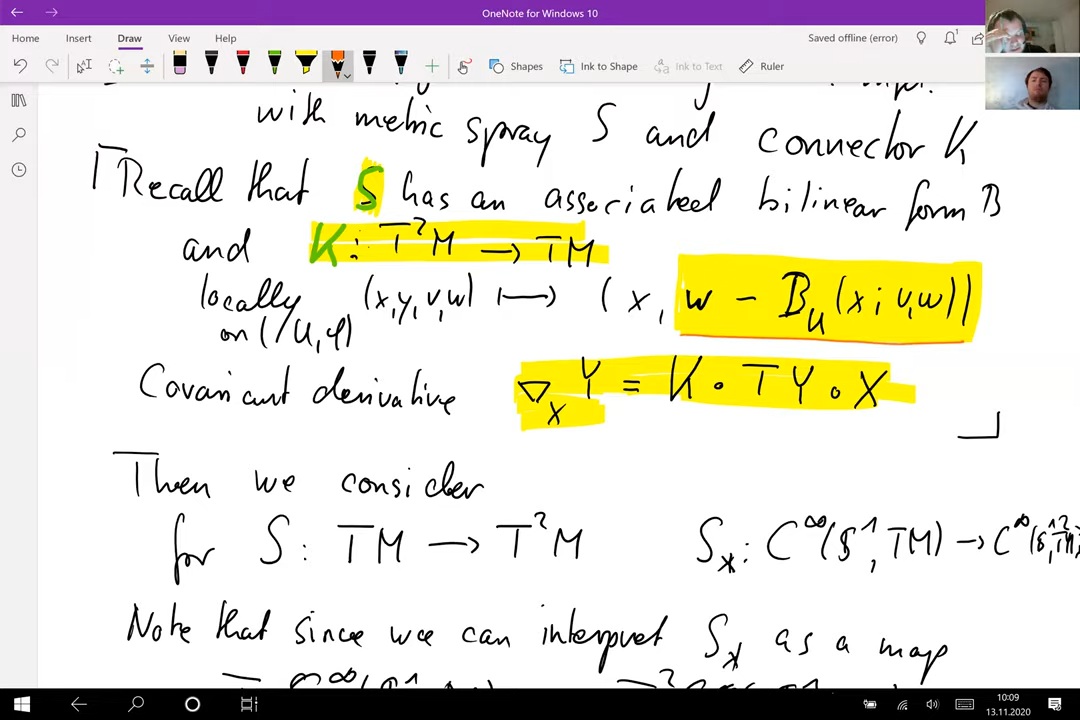 OneNote for Windows 10
Home Insert Draw View Help
Saved offline (error)
Shapes Ink to Shape Ink to Text Ruler
with metric spray S and connector K,
Recall that S has an associated bilinear form B
and K: T²M → TM
locally (x,y,v,w) ↦ (x, w - B_U(x; v,w))
on (U,φ)
Covariant derivative ∇_X Y = K ∘ TY ∘ X
Then we consider
for S: TM → T²M S_*: C^∞(S¹, TM) → C^∞(S¹, T²M)
Note that since we can interpret S_* as a map
10:09
13.11.2020